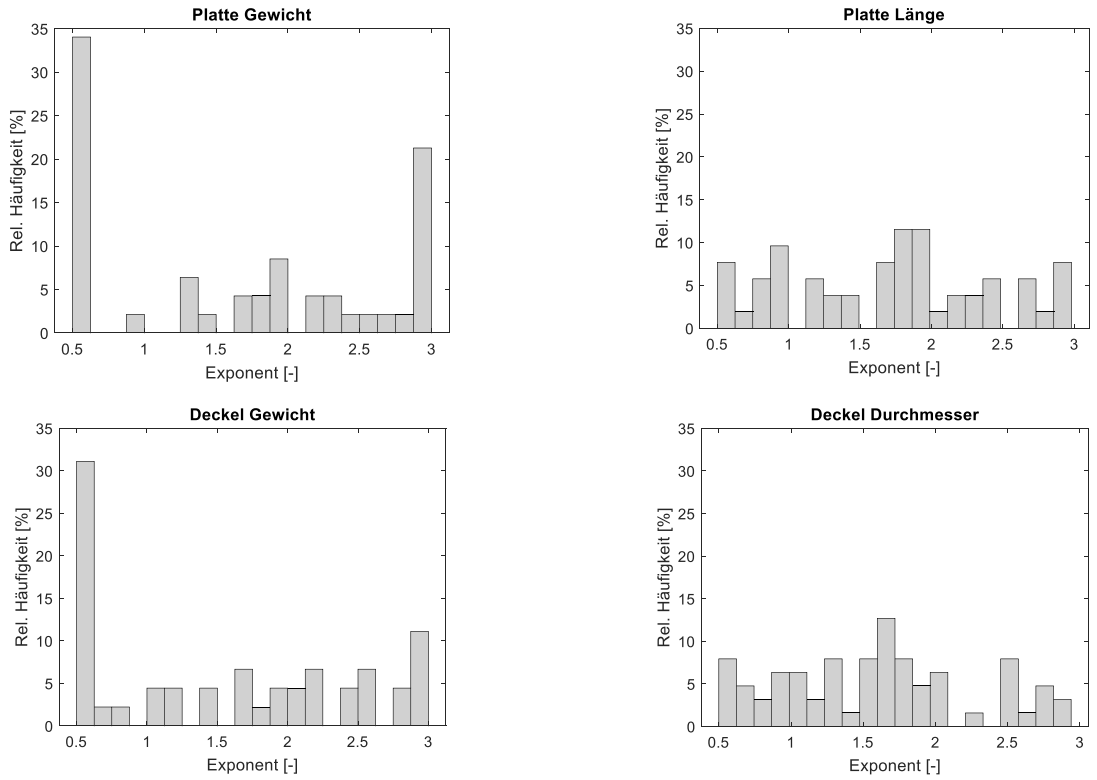 Platte Gewicht
35
30
25
20
15
10
5
0
Rel. Häufigkeit [%]
0.5 1 1.5 2 2.5 3
Exponent [-]
Platte Länge
35
30
25
20
15
10
5
0
Rel. Häufigkeit [%]
0.5 1 1.5 2 2.5 3
Exponent [-]
Deckel Gewicht
35
30
25
20
15
10
5
0
Rel. Häufigkeit [%]
0.5 1 1.5 2 2.5 3
Exponent [-]
Deckel Durchmesser
35
30
25
20
15
10
5
0
Rel. Häufigkeit [%]
0.5 1 1.5 2 2.5 3
Exponent [-]